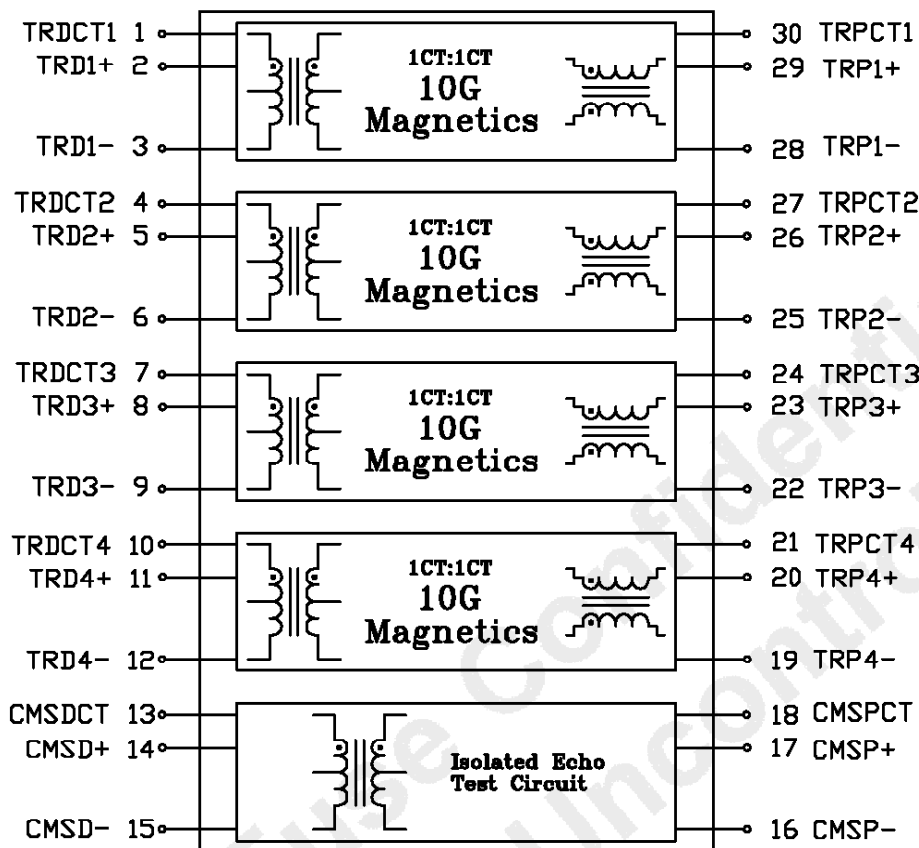 TRDCT1 1
TRD1+ 2
TRD1- 3
1CT:1CT
10G
Magnetics
30 TRPCT1
29 TRP1+
28 TRP1-
TRDCT2 4
TRD2+ 5
TRD2- 6
1CT:1CT
10G
Magnetics
27 TRPCT2
26 TRP2+
25 TRP2-
TRDCT3 7
TRD3+ 8
TRD3- 9
1CT:1CT
10G
Magnetics
24 TRPCT3
23 TRP3+
22 TRP3-
TRDCT4 10
TRD4+ 11
TRD4- 12
1CT:1CT
10G
Magnetics
21 TRPCT4
20 TRP4+
19 TRP4-
CMSDCT 13
CMSD+ 14
CMSD- 15
Isolated Echo
Test Circuit
18 CMSPCT
17 CMSP+
16 CMSP-